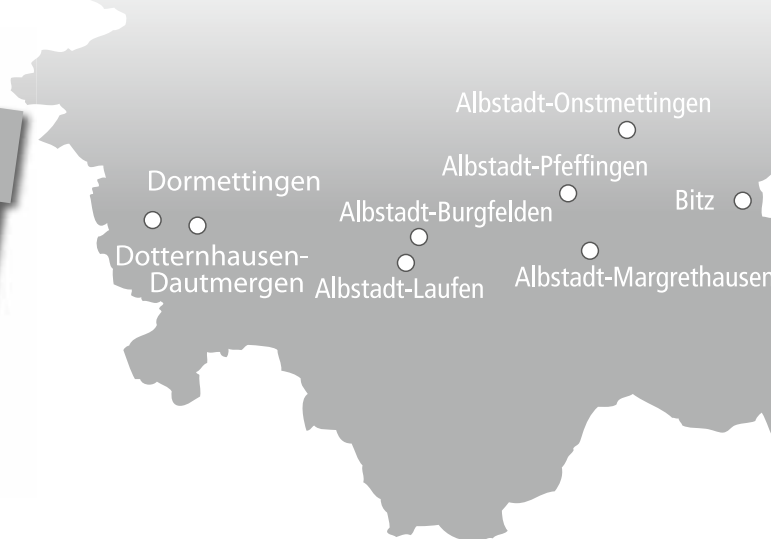 Albstadt-Onstmettingen
Albstadt-Pfeffingen
Dormettingen
Bitz
Albstadt-Burgfelden
Dotternhausen-
Dautmergen
Albstadt-Laufen
Albstadt-Margrethausen